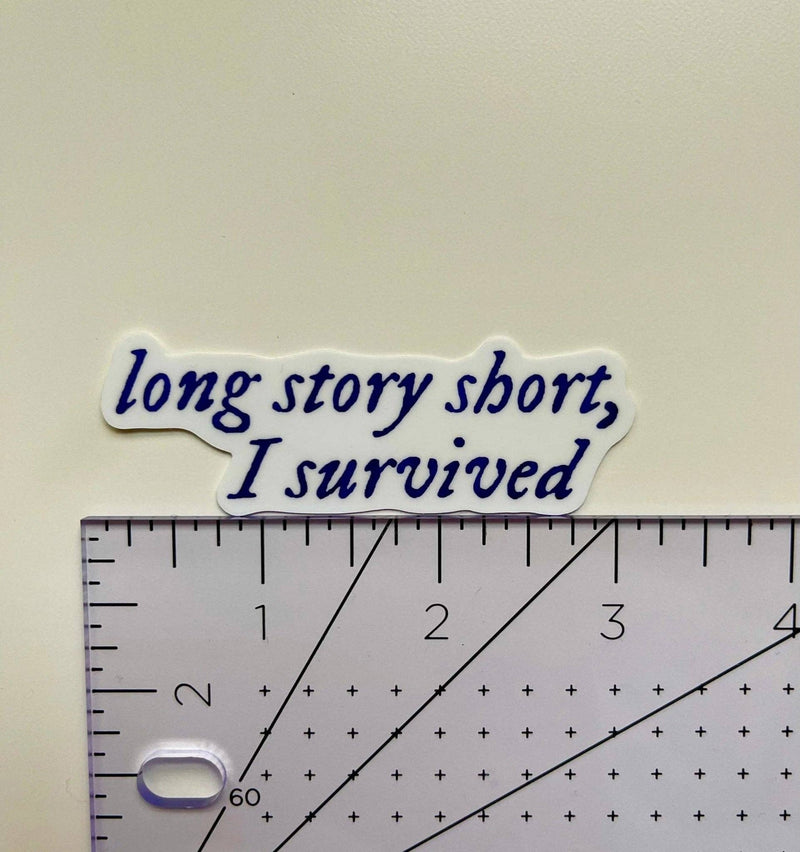 long story short,
I survived
1 2 3 4
2
60